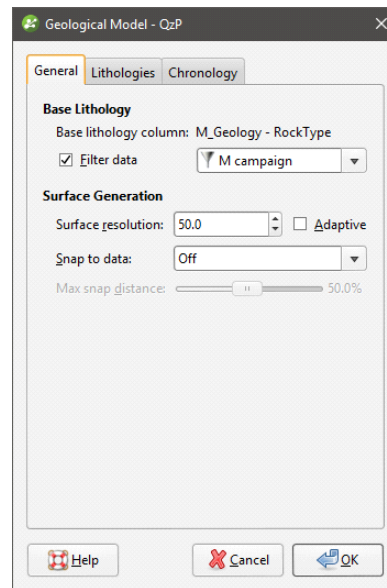 Geological Model - QzP
General Lithologies Chronology
Base Lithology
Base lithology column: M_Geology - RockType
Filter data M campaign
Surface Generation
Surface resolution: 50.0 Adaptive
Snap to data: Off
Max snap distance: 50.0%
Help Cancel OK